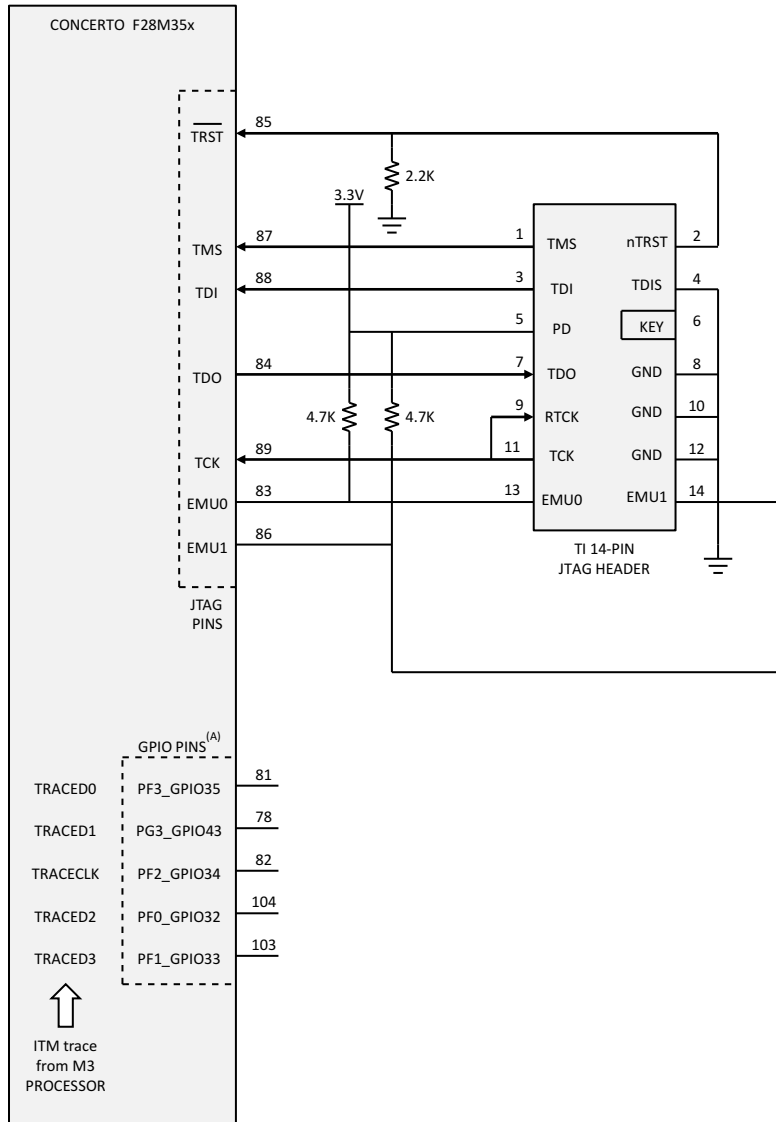 CONCERTO F28M35x
TRST 85
2.2K
3.3V
TMS 87 1 TMS nTRST 2
TDI 88 3 TDI TDIS 4
5 PD KEY 6
TDO 84 7 TDO GND 8
4.7K 4.7K 9 RTCK GND 10
TCK 89 11 TCK GND 12
EMU0 83 13 EMU0 EMU1 14
EMU1 86
TI 14-PIN
JTAG HEADER
JTAG
PINS
GPIO PINS(A)
TRACED0 PF3_GPIO35 81
TRACED1 PG3_GPIO43 78
TRACECLK PF2_GPIO34 82
TRACED2 PF0_GPIO32 104
TRACED3 PF1_GPIO33 103
ITM trace
from M3
PROCESSOR